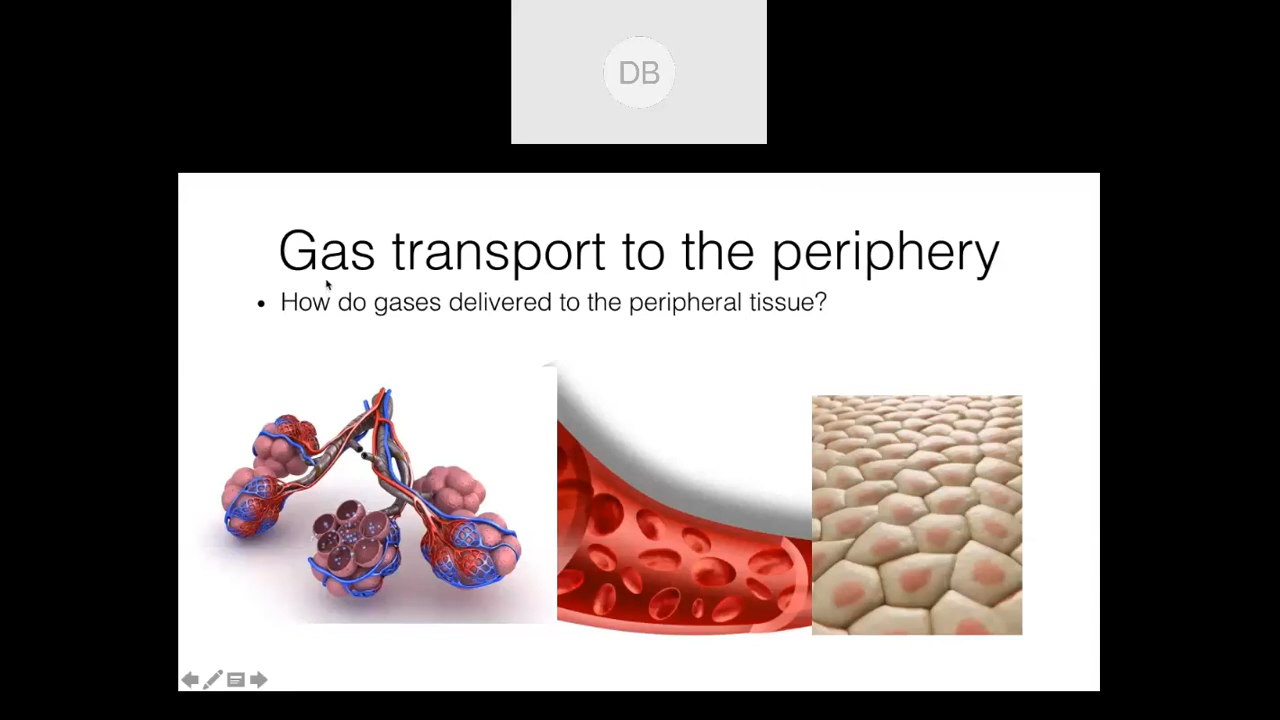 DB
Gas transport to the periphery
• How do gases delivered to the peripheral tissue?